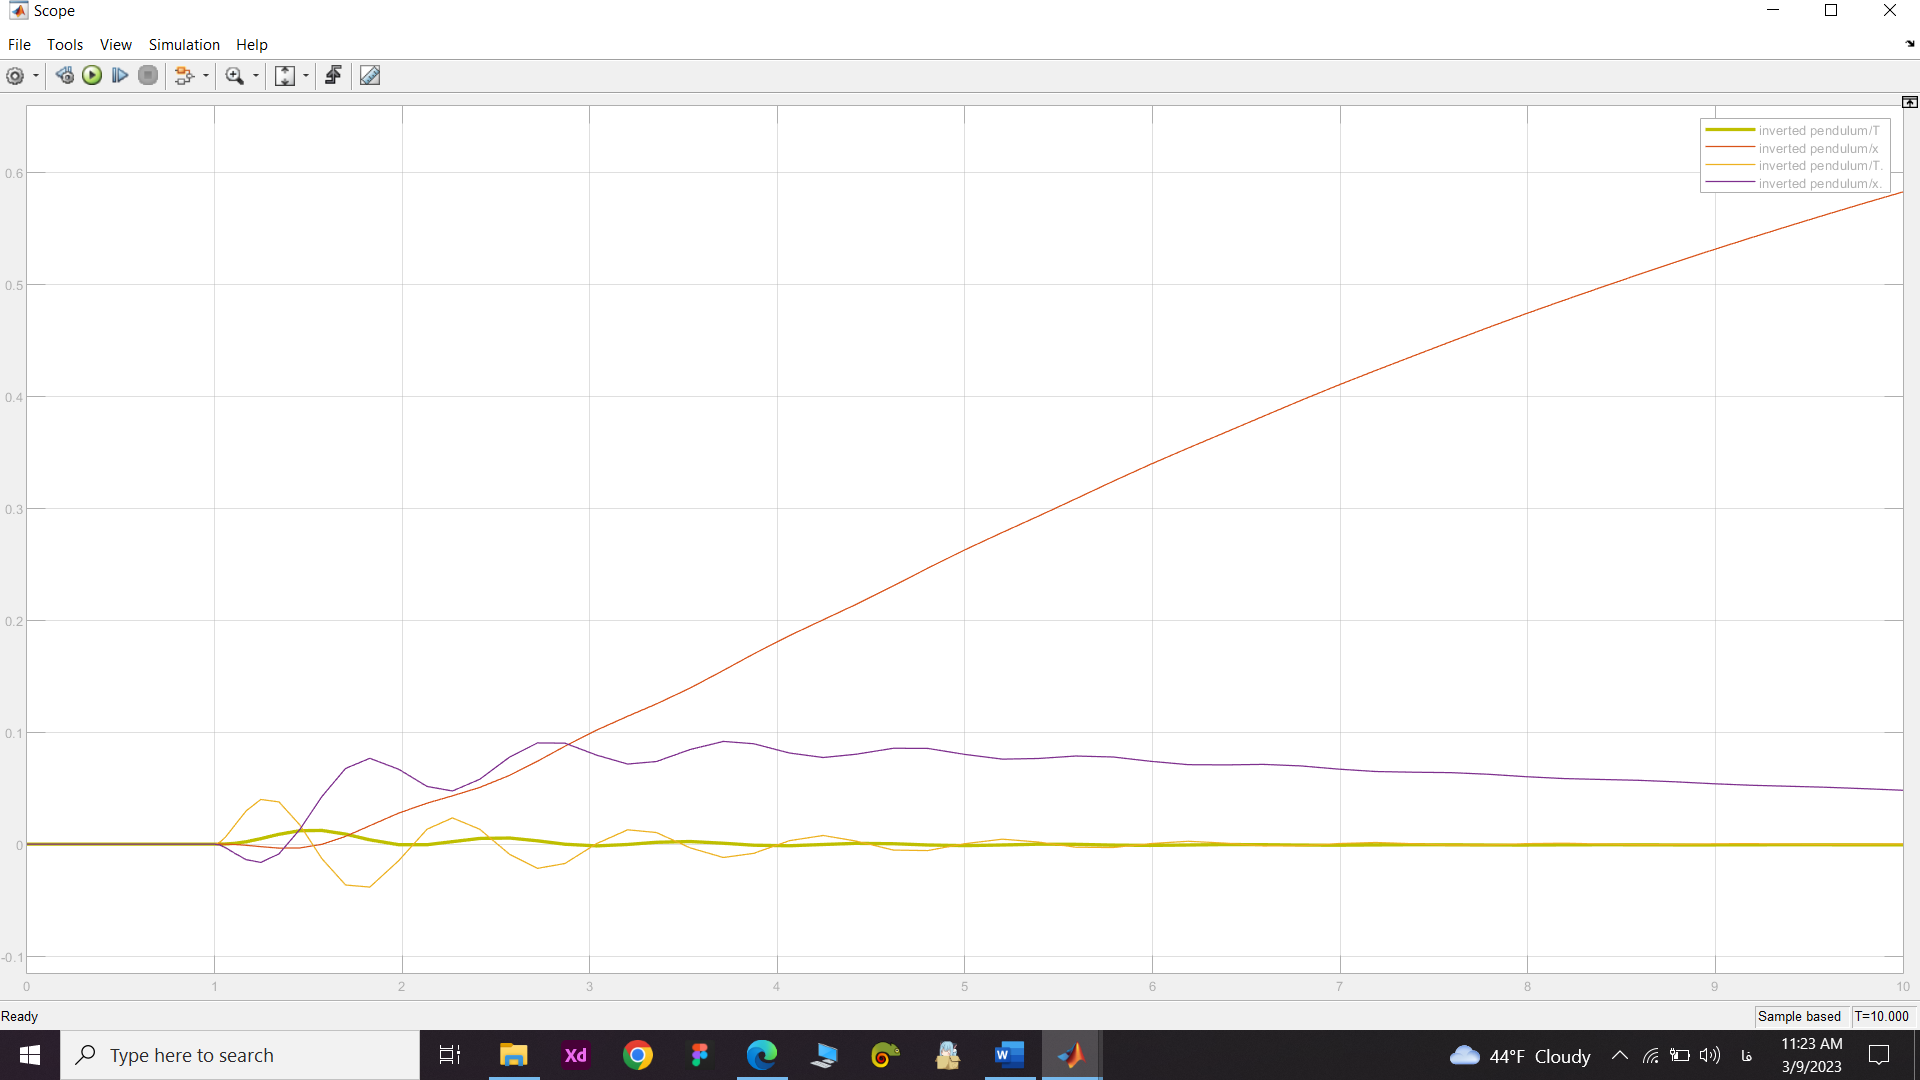 Scope
File Tools View Simulation Help
inverted pendulum/T
inverted pendulum/x
inverted pendulum/T.
inverted pendulum/x.
0.6
0.5
0.4
0.3
0.2
0.1
0
-0.1
0 1 2 3 4 5 6 7 8 9 10
Ready
Sample based T=10.000
Type here to search
Xd
W
44°F Cloudy
فا
11:23 AM
3/9/2023